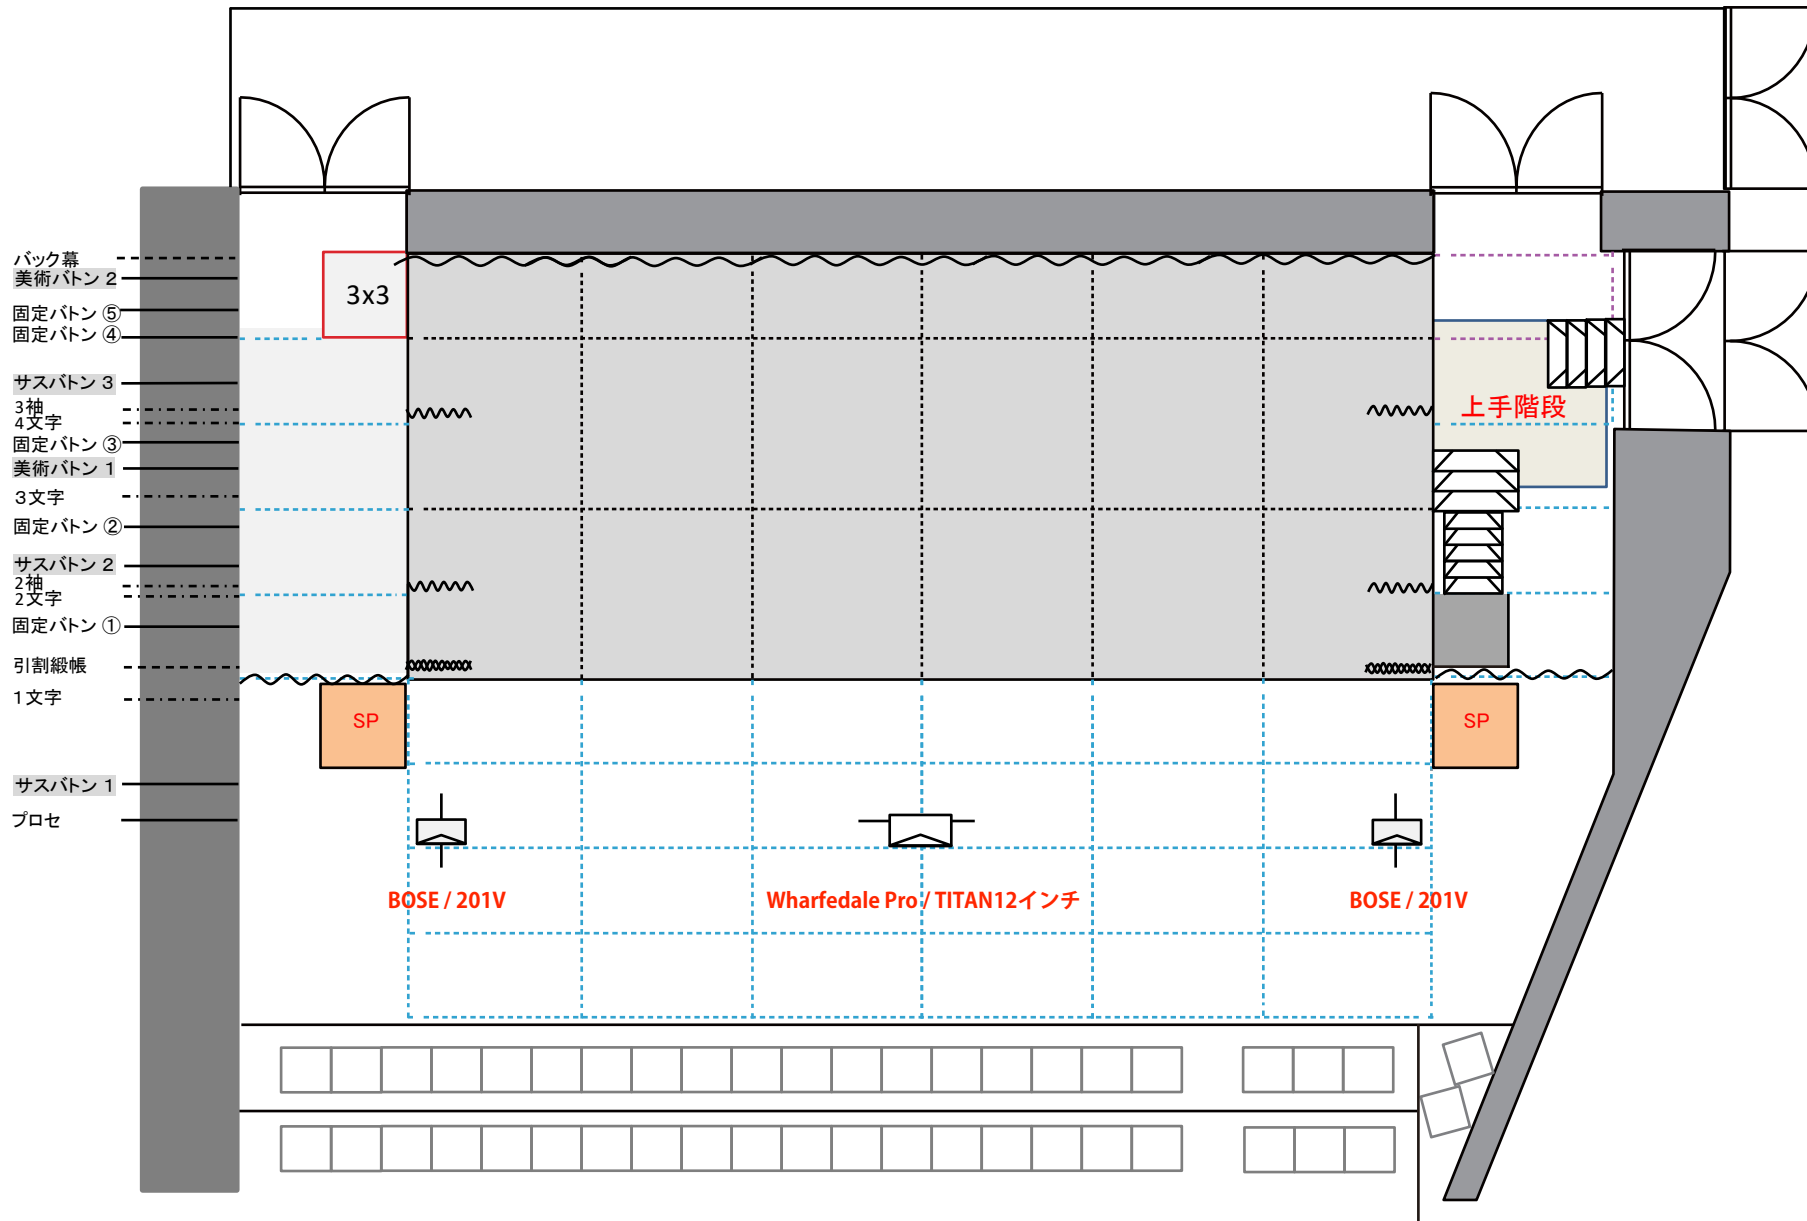 バック幕
美術バトン 2
固定バトン ⑤
固定バトン ④
サスバトン 3
3袖
4文字
固定バトン ③
美術バトン 1
3文字
固定バトン ②
サスバトン 2
2袖
2文字
固定バトン ①
引割緞帳
1文字
サスバトン 1
プロセ
3x3
上手階段
SP
SP
BOSE / 201V
Wharfedale Pro / TITAN12インチ
BOSE / 201V